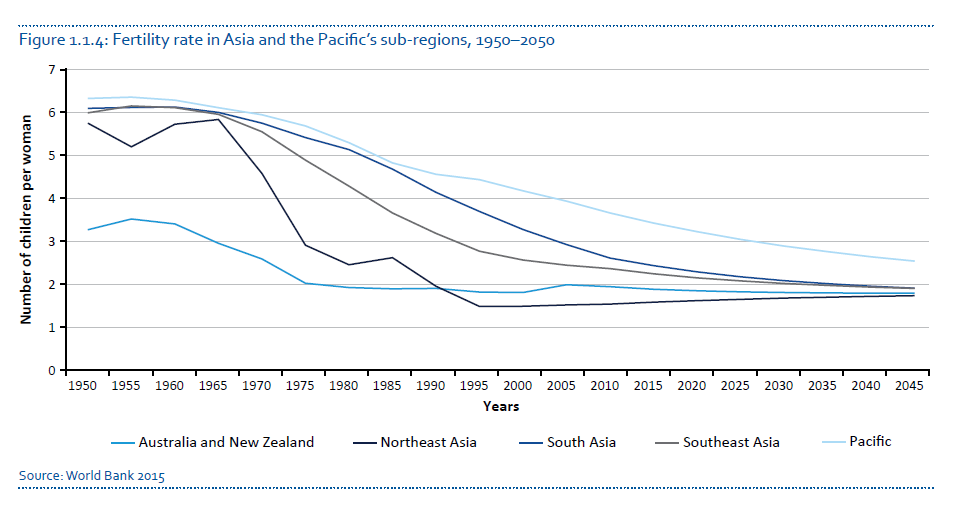 Figure 1.1.4: Fertility rate in Asia and the Pacific's sub-regions, 1950–2050
Number of children per woman
7
6
5
4
3
2
1
0
1950 1955 1960 1965 1970 1975 1980 1985 1990 1995 2000 2005 2010 2015 2020 2025 2030 2035 2040 2045
Years
Australia and New Zealand Northeast Asia South Asia Southeast Asia Pacific
Source: World Bank 2015